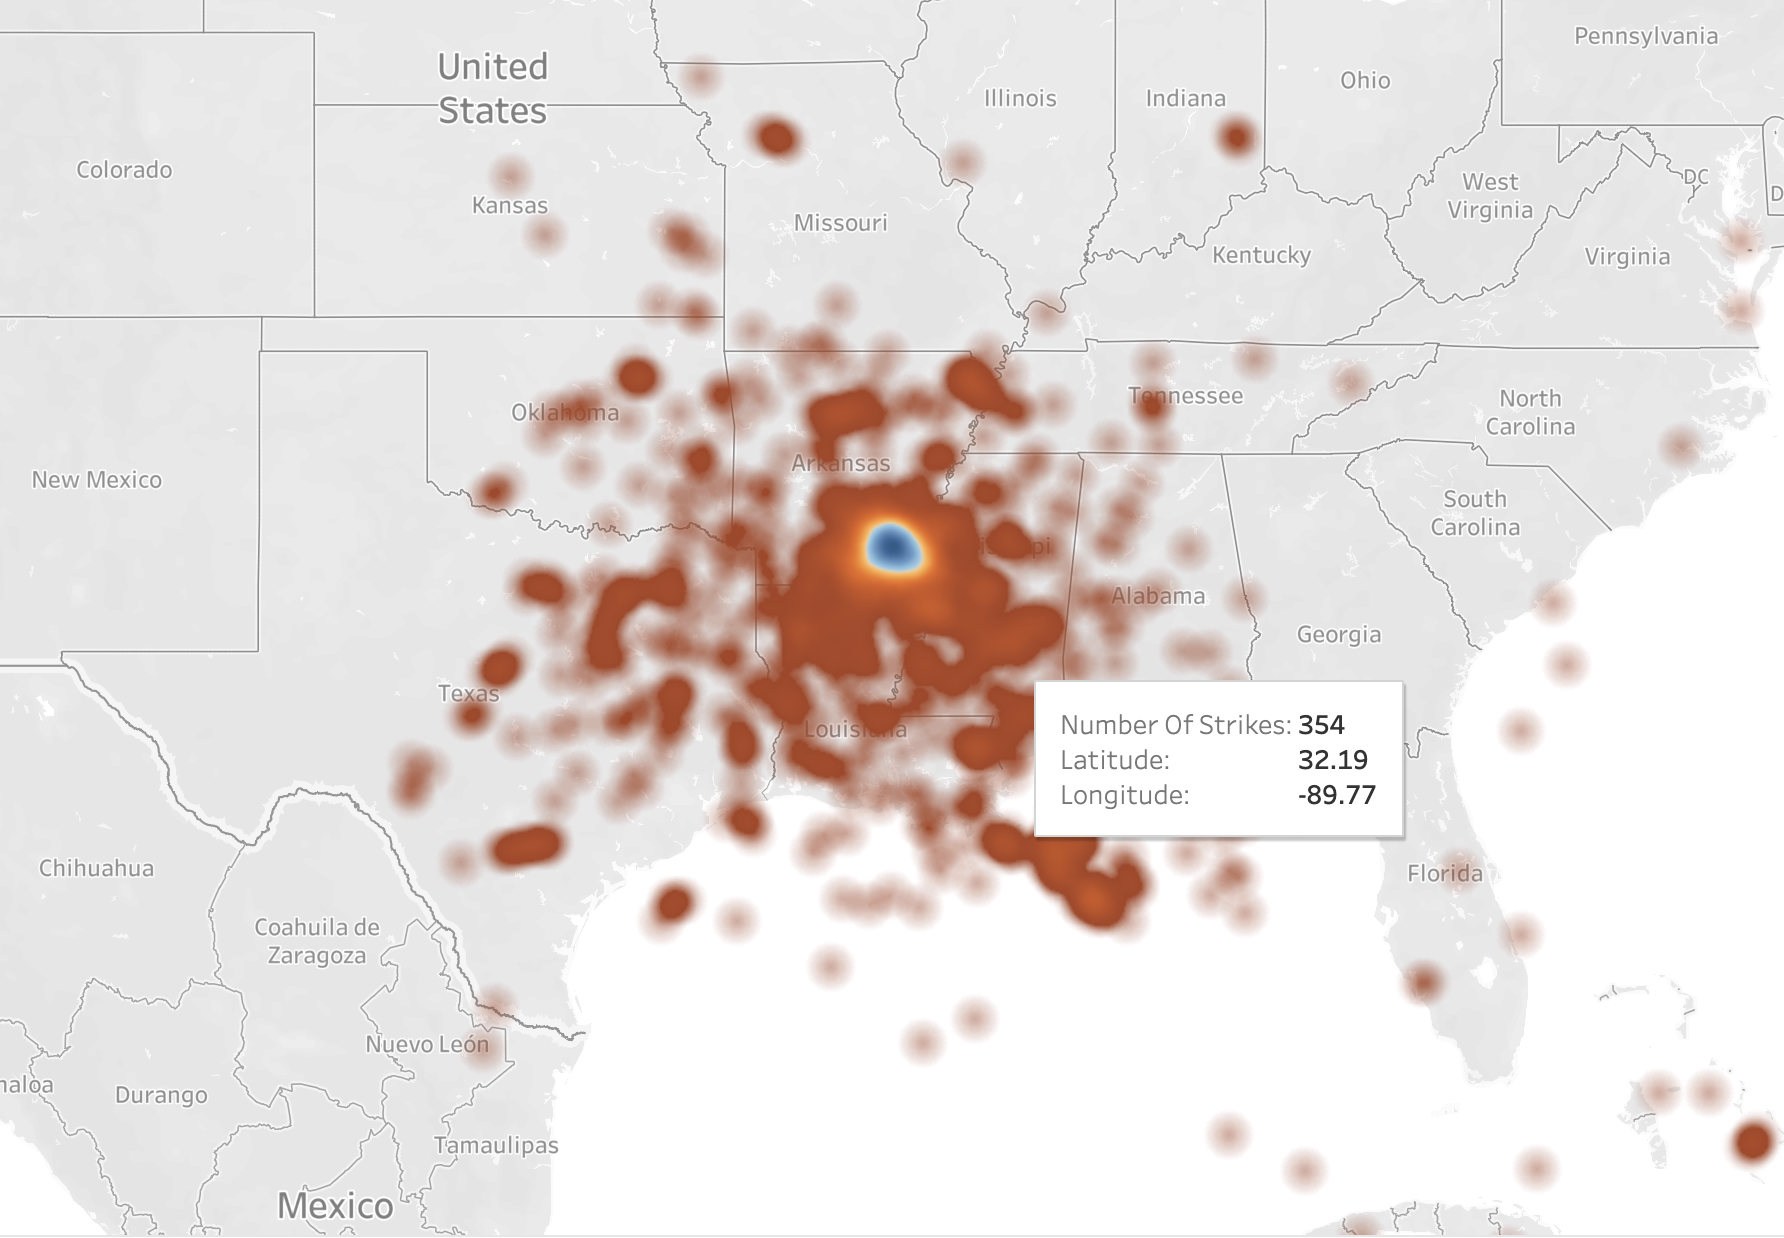 United
States
Pennsylvania
Ohio
Illinois
Indiana
Colorado
Kansas
Missouri
West
Virginia
DC
D
Kentucky
Virginia
Oklahoma
Tennessee
North
Carolina
New Mexico
Arkansas
South
Carolina
Alabama
Georgia
Texas
Louisiana
Number Of Strikes: 354
Latitude: 32.19
Longitude: -89.77
Chihuahua
Florida
Coahuila de
Zaragoza
Nuevo León
naloa
Durango
Tamaulipas
Mexico